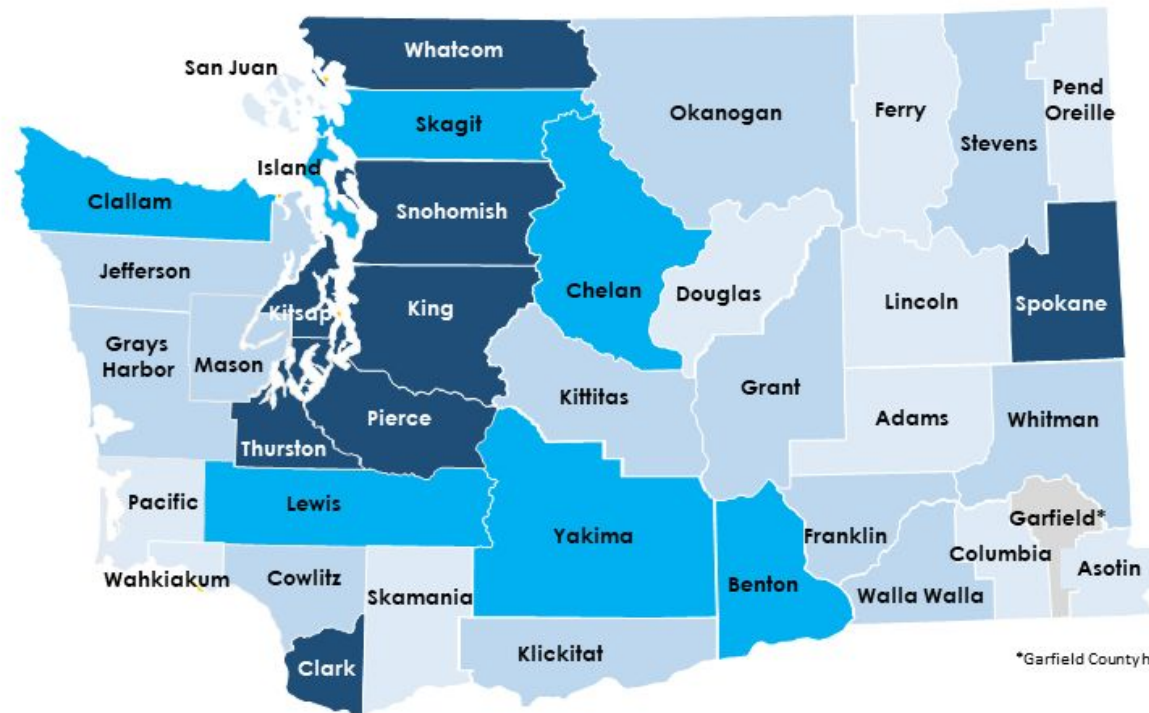 Whatcom
San Juan
Skagit
Okanogan
Ferry
Pend
Oreille
Stevens
Island
Clallam
Snohomish
Jefferson
Chelan
Douglas
Lincoln
Spokane
Kitsap
King
Grays
Harbor
Mason
Kittitas
Grant
Adams
Whitman
Pierce
Thurston
Pacific
Lewis
Yakima
Franklin
Garfield*
Columbia
Asotin
Wahkiakum
Cowlitz
Skamania
Benton
Walla Walla
Klickitat
Clark
*Garfield County h